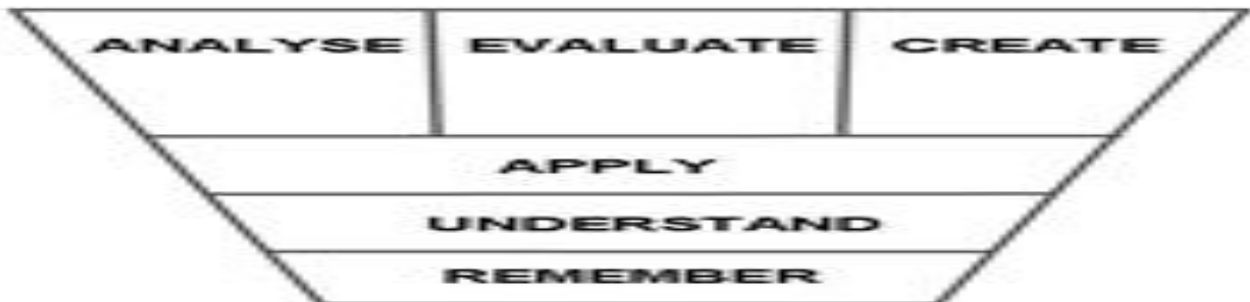 ANALYSE EVALUATE CREATE
APPLY
UNDERSTAND
REMEMBER